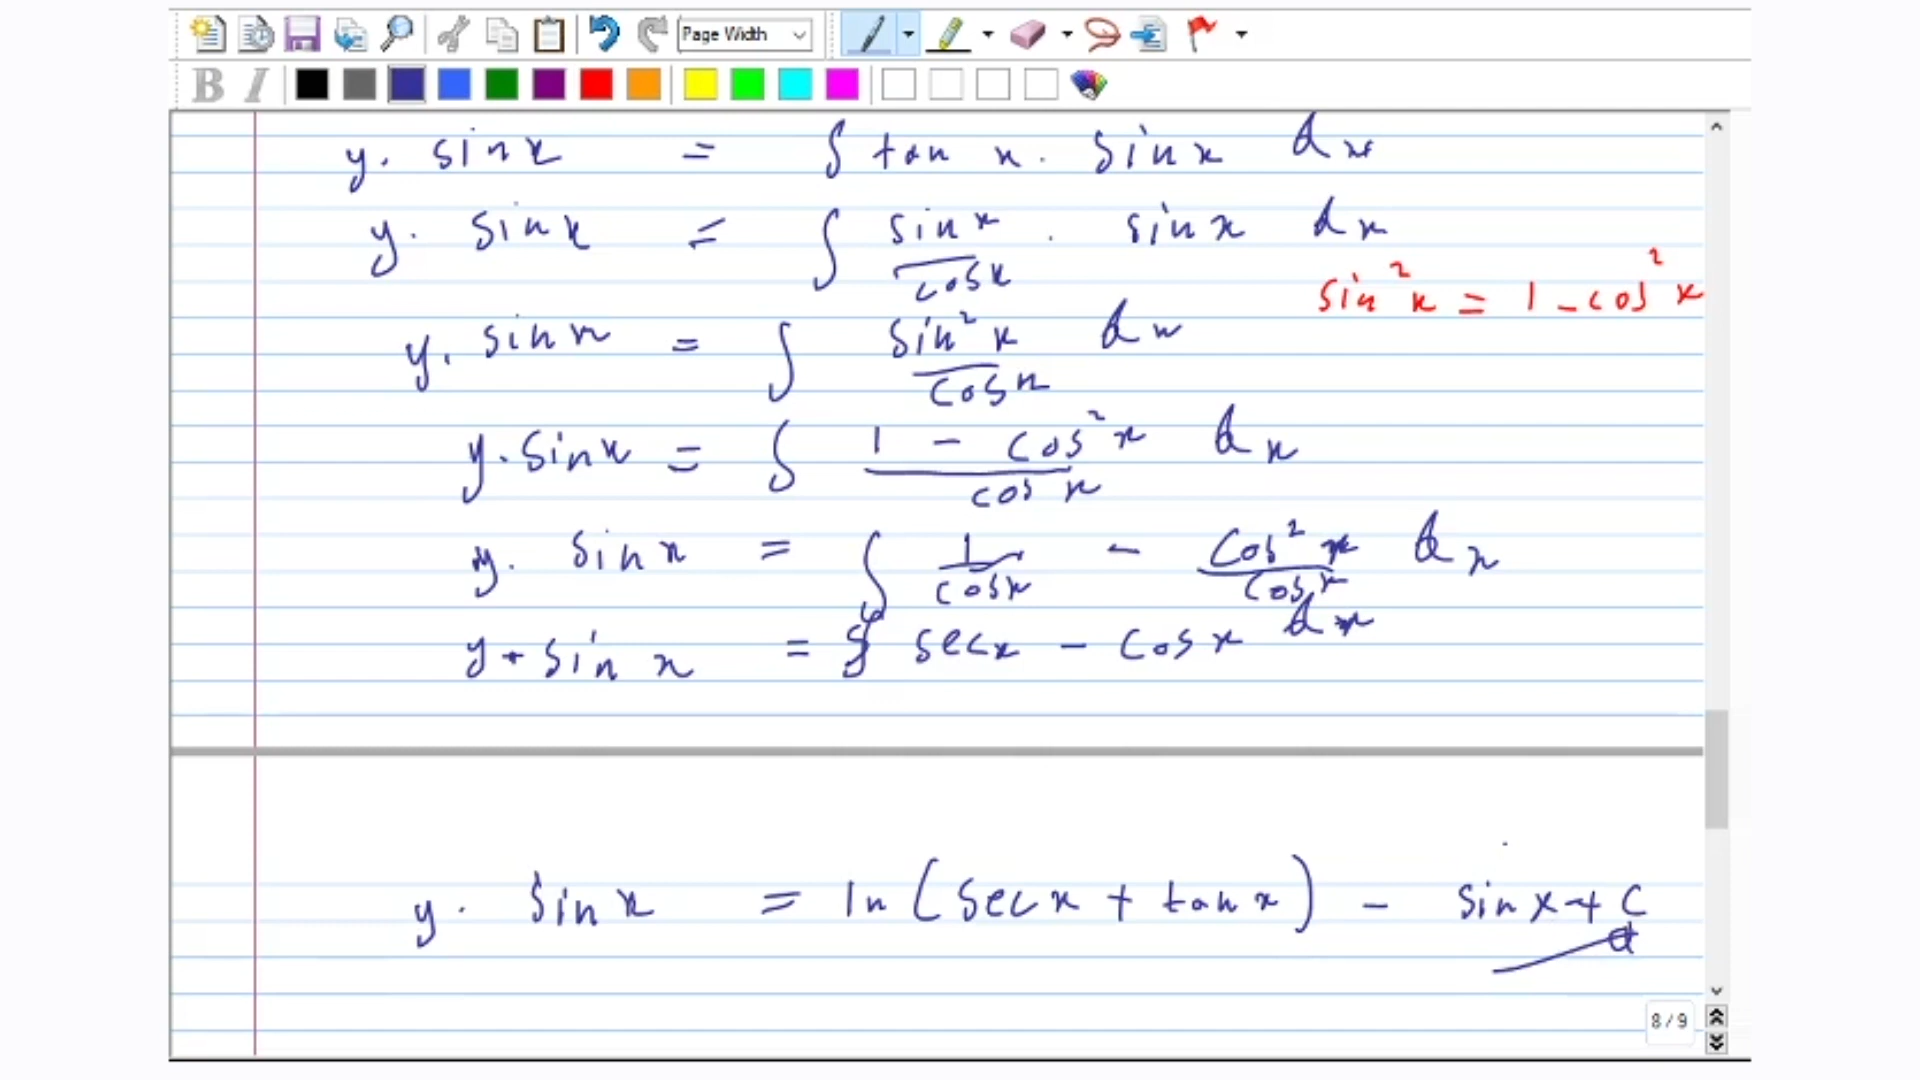 Page Width
B I
y. sinx = ∫ tan x. sinx dx
y. sinx = ∫ sinx/cosx . sinx dx
sin²x = 1 - cos²x
y. sinx = ∫ sin²x/cosx dx
y. sinx = ∫ (1 - cos²x)/cosx dx
y. sinx = ∫ 1/cosx - cos²x/cosx dx
y. sin x = ∫ secx - cosx dx
y. sinx = ln(secx + tanx) - sinx + C
8 / 9